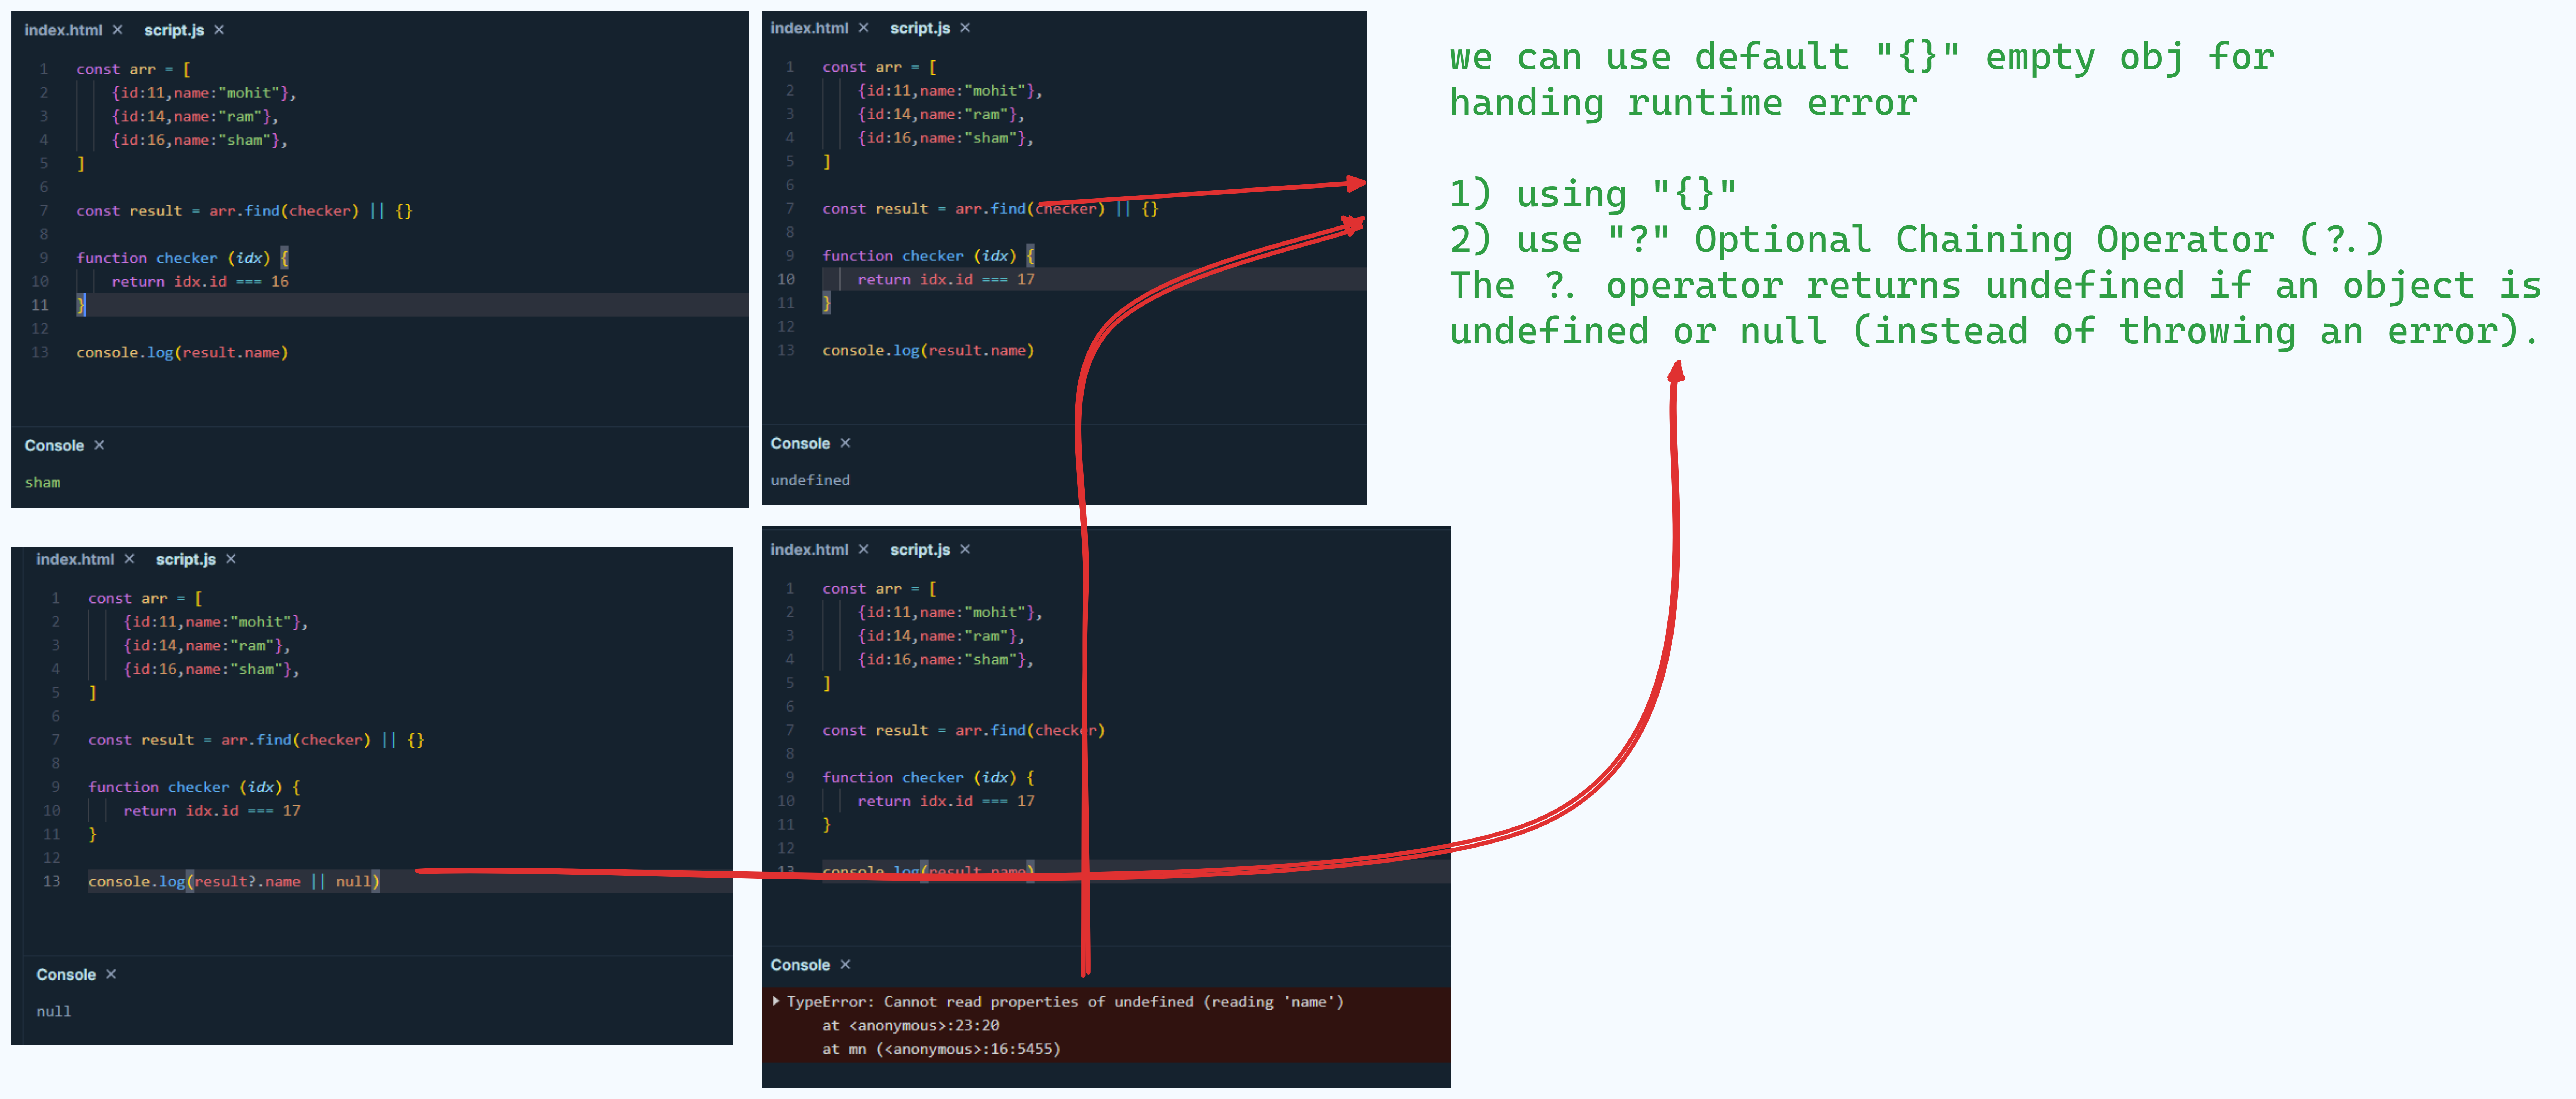 index.html × script.js ×
1 const arr = [
2 {id:11,name:"mohit"},
3 {id:14,name:"ram"},
4 {id:16,name:"sham"},
5 ]
6
7 const result = arr.find(checker) || {}
8
9 function checker (idx) {
10 return idx.id === 16
11 }
12
13 console.log(result.name)
Console ×
sham
index.html × script.js ×
1 const arr = [
2 {id:11,name:"mohit"},
3 {id:14,name:"ram"},
4 {id:16,name:"sham"},
5 ]
6
7 const result = arr.find(checker) || {}
8
9 function checker (idx) {
10 return idx.id === 17
11 }
12
13 console.log(result.name)
Console ×
undefined
we can use default "{}" empty obj for
handing runtime error
1) using "{}"
2) use "?" Optional Chaining Operator (?.)
The ?. operator returns undefined if an object is
undefined or null (instead of throwing an error).
index.html × script.js ×
1 const arr = [
2 {id:11,name:"mohit"},
3 {id:14,name:"ram"},
4 {id:16,name:"sham"},
5 ]
6
7 const result = arr.find(checker) || {}
8
9 function checker (idx) {
10 return idx.id === 17
11 }
12
13 console.log(result?.name || null)
Console ×
null
index.html × script.js ×
1 const arr = [
2 {id:11,name:"mohit"},
3 {id:14,name:"ram"},
4 {id:16,name:"sham"},
5 ]
6
7 const result = arr.find(checker)
8
9 function checker (idx) {
10 return idx.id === 17
11 }
12
13 console.log(result.name)
Console ×
TypeError: Cannot read properties of undefined (reading 'name')
at <anonymous>:23:20
at mn (<anonymous>:16:5455)